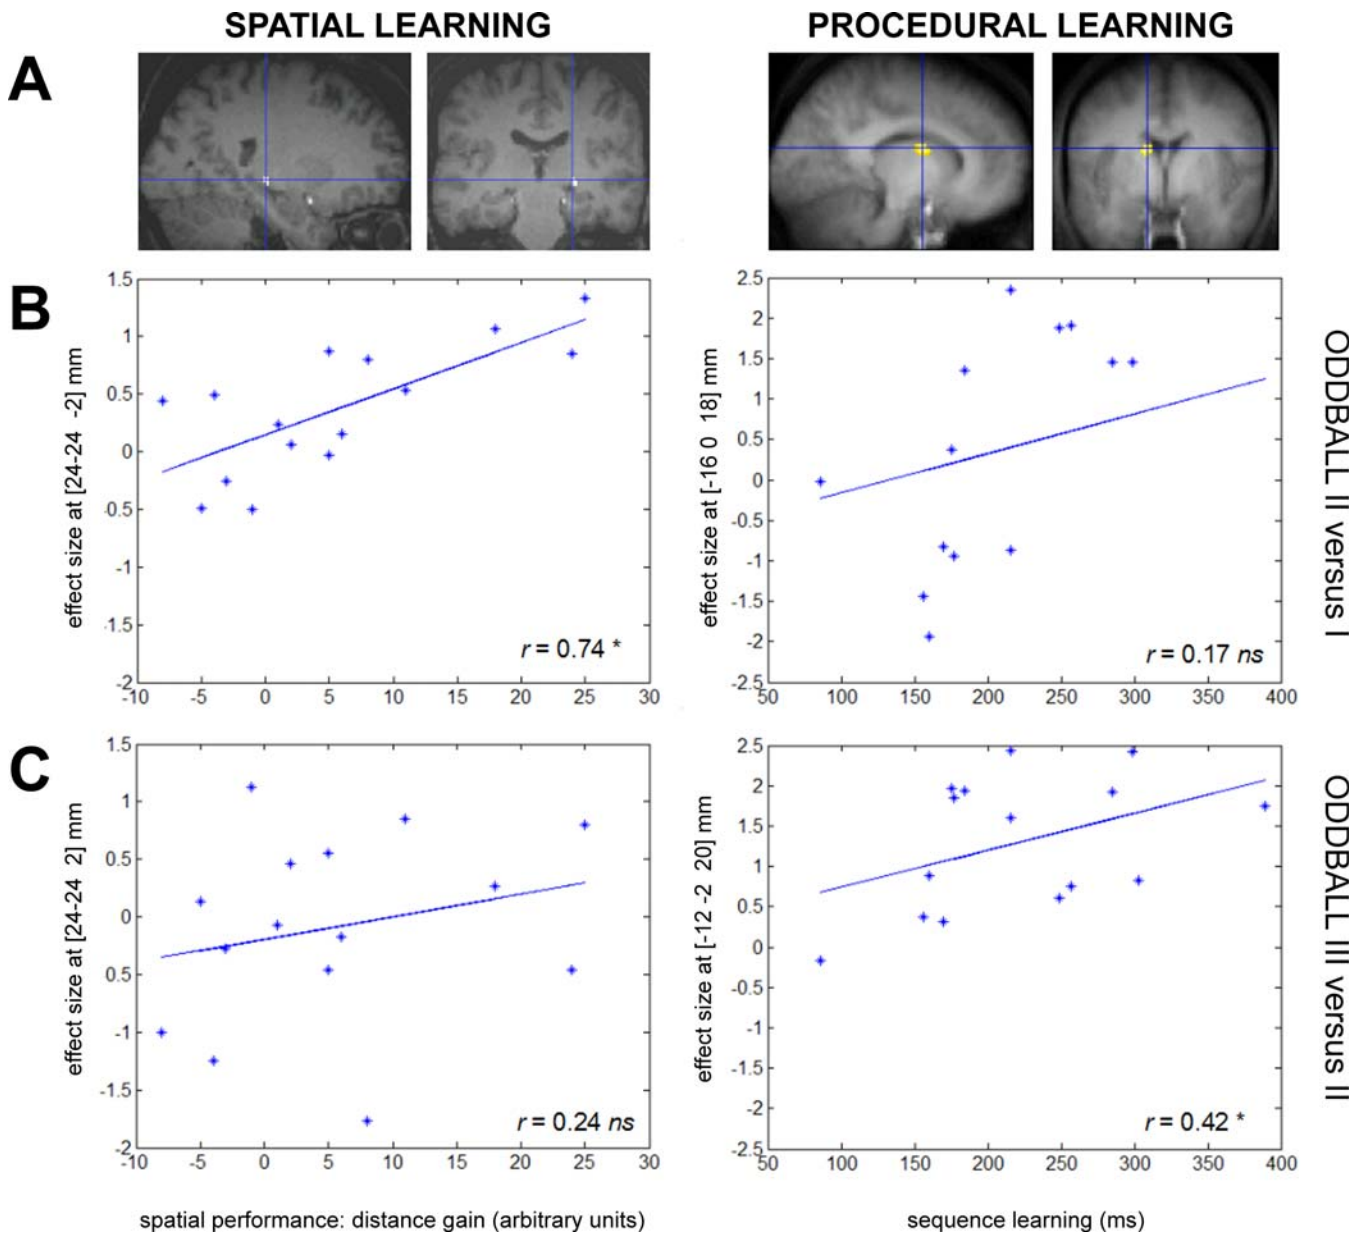 SPATIAL LEARNING
PROCEDURAL LEARNING
A
B
effect size at [24-24 -2] mm
1.5
1
0.5
0
-0.5
-1
-1.5
-2
-10 -5 0 5 10 15 20 25 30
r = 0.74 *
effect size at [-16 0 18] mm
2.5
2
1.5
1
0.5
0
-0.5
-1
-1.5
-2
-2.5
50 100 150 200 250 300 350 400
r = 0.17 ns
ODDBALL II versus I
C
effect size at [24-24 2] mm
1.5
1
0.5
0
0.5
-1
-1.5
-2
-10 -5 0 5 10 15 20 25 30
r = 0.24 ns
effect size at [-12 -2 20] mm
2.5
2
1.5
1
0.5
0
-0.5
-1
-1.5
-2
-2.5
50 100 150 200 250 300 350 400
r = 0.42 *
ODDBALL III versus II
spatial performance: distance gain (arbitrary units)
sequence learning (ms)